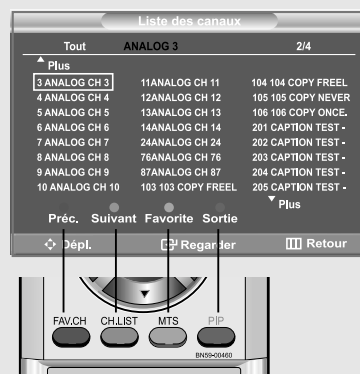 Liste des canaux
Tout ANALOG 3 2/4
Plus
3 ANALOG CH 3 11ANALOG CH 11 104 104 COPY FREEL
4 ANALOG CH 4 12ANALOG CH 12 105 105 COPY NEVER
5 ANALOG CH 5 13ANALOG CH 13 106 106 COPY ONCE.
6 ANALOG CH 6 14ANALOG CH 14 201 CAPTION TEST -
7 ANALOG CH 7 24ANALOG CH 24 202 CAPTION TEST -
8 ANALOG CH 8 76ANALOG CH 76 203 CAPTION TEST -
9 ANALOG CH 9 87ANALOG CH 87 204 CAPTION TEST -
10 ANALOG CH 10 103 103 COPY FREEL 205 CAPTION TEST -
Plus
Préc. Suivant Favorite Sortie
Dépl. Regarder Retour
FAV.CH CH.LIST MTS PIP
BN59-00460